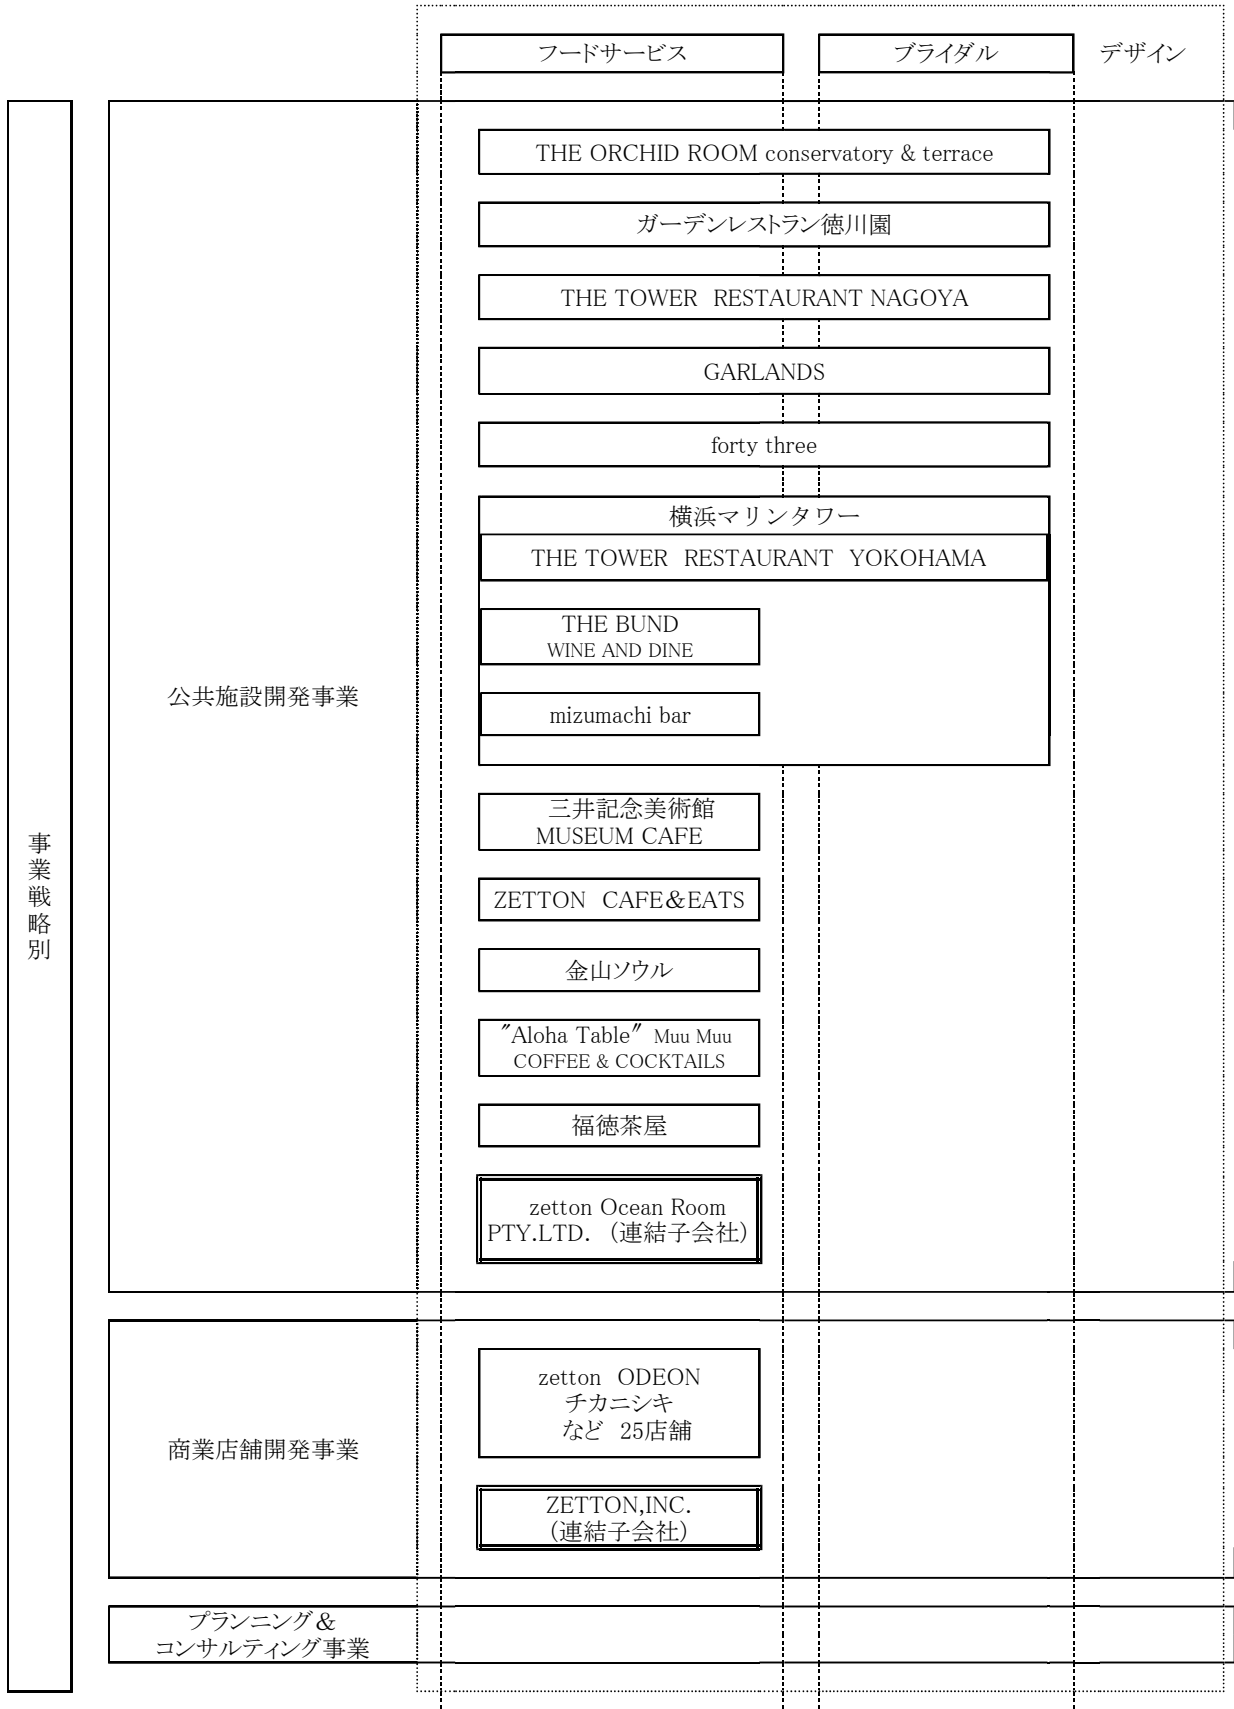 フードサービス
ブライダル
デザイン
事業戦略別
公共施設開発事業
THE ORCHID ROOM conservatory & terrace
ガーデンレストラン徳川園
THE TOWER RESTAURANT NAGOYA
GARLANDS
forty three
横浜マリンタワー
THE TOWER RESTAURANT YOKOHAMA
THE BUND
WINE AND DINE
mizumachi bar
三井記念美術館
MUSEUM CAFE
ZETTON CAFE&EATS
金山ソウル
"Aloha Table" Muu Muu
COFFEE & COCKTAILS
福徳茶屋
zetton Ocean Room
PTY.LTD. （連結子会社）
商業店舗開発事業
zetton ODEON
チカニシキ
など 25店舗
ZETTON,INC.
（連結子会社）
プランニング＆
コンサルティング事業